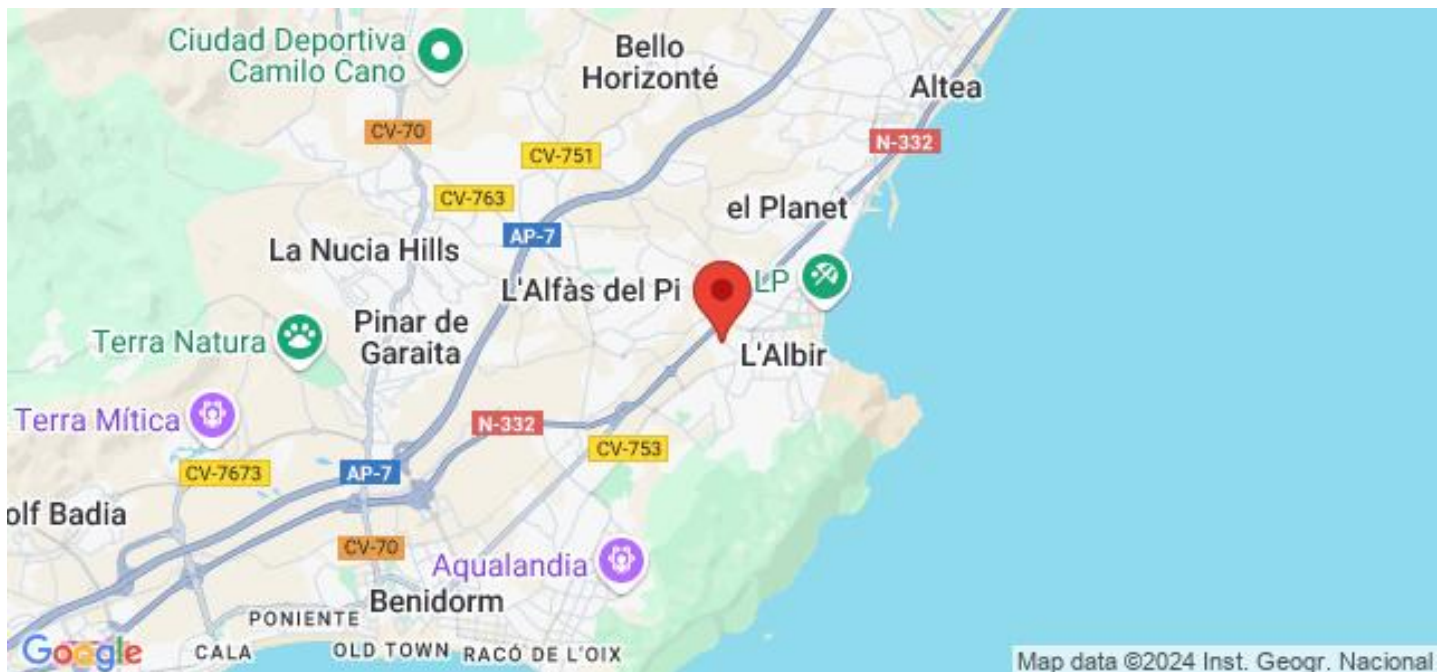 Ciudad Deportiva
Camilo Cano
Bello
Horizonté
Altea
CV-70
N-332
CV-751
CV-763
el Planet
AP-7
La Nucia Hills
L'Alfàs del Pi
LP
Terra Natura
Pinar de
Garaita
L'Albir
Terra Mítica
N-332
CV-753
CV-7673
AP-7
olf Badia
CV-70
Aqualandia
Benidorm
PONIENTE
Google
CALA
OLD TOWN
RACÓ DE L'OIX
Map data ©2024 Inst. Geogr. Nacional